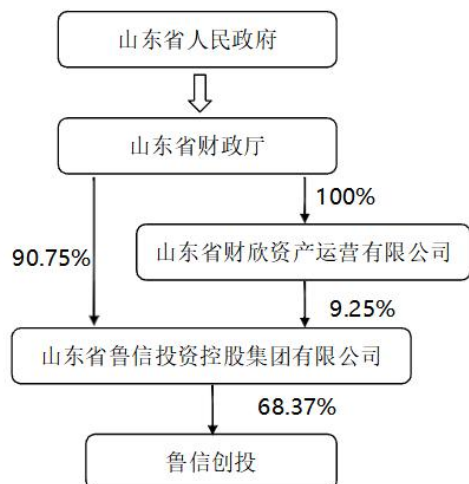 山东省人民政府
山东省财政厅
100%
90.75%
山东省财欣资产运营有限公司
9.25%
山东省鲁信投资控股集团有限公司
68.37%
鲁信创投